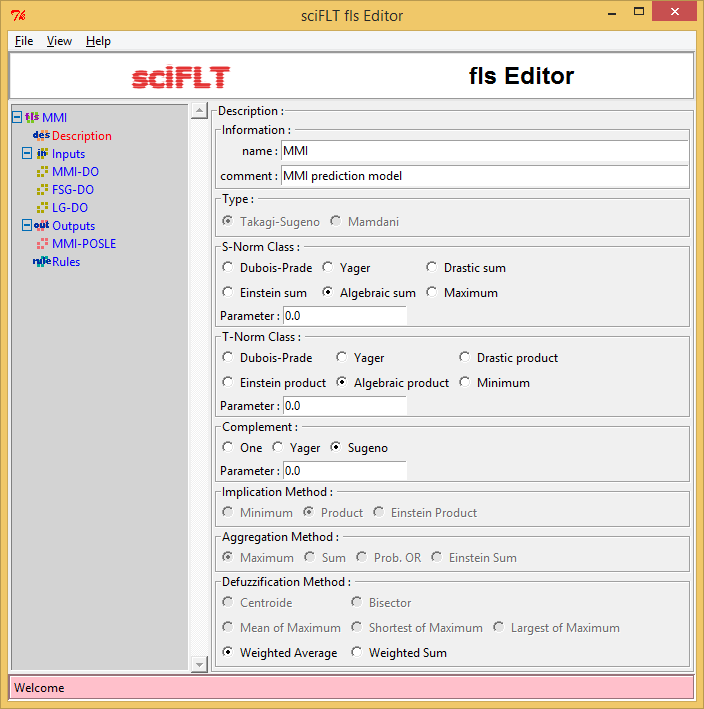 sciFLT fls Editor
File View Help
sciFLT fls Editor
fls MMI
des Description
in Inputs
MMI-DO
FSG-DO
LG-DO
out Outputs
MMI-POSLE
rule Rules
Description :
Information :
name : MMI
comment : MMI prediction model
Type :
Takagi-Sugeno Mamdani
S-Norm Class :
Dubois-Prade Yager Drastic sum
Einstein sum Algebraic sum Maximum
Parameter : 0.0
T-Norm Class :
Dubois-Prade Yager Drastic product
Einstein product Algebraic product Minimum
Parameter : 0.0
Complement :
One Yager Sugeno
Parameter : 0.0
Implication Method :
Minimum Product Einstein Product
Aggregation Method :
Maximum Sum Prob. OR Einstein Sum
Defuzzification Method :
Centroide Bisector
Mean of Maximum Shortest of Maximum Largest of Maximum
Weighted Average Weighted Sum
Welcome